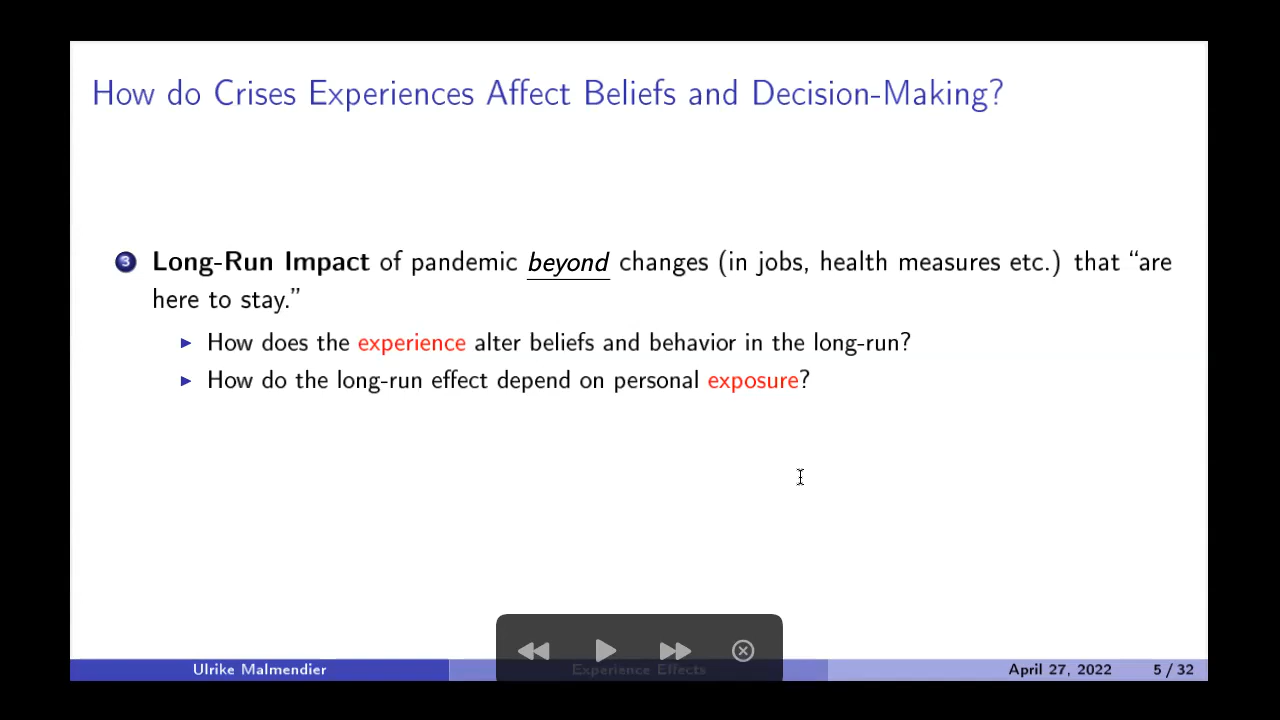 How do Crises Experiences Affect Beliefs and Decision-Making?
3 Long-Run Impact of pandemic beyond changes (in jobs, health measures etc.) that “are
here to stay.”
▶ How does the experience alter beliefs and behavior in the long-run?
▶ How do the long-run effect depend on personal exposure?
Ulrike Malmendier Experience Effects April 27, 2022 5 / 32